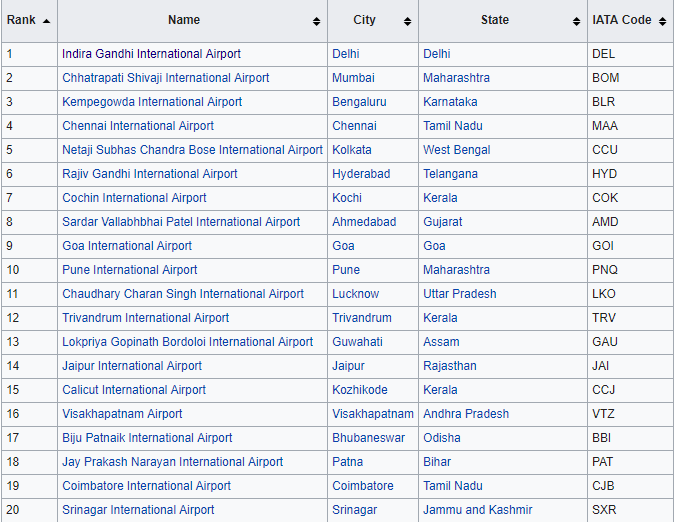 Rank Name City State IATA Code
1 Indira Gandhi International Airport Delhi Delhi DEL
2 Chhatrapati Shivaji International Airport Mumbai Maharashtra BOM
3 Kempegowda International Airport Bengaluru Karnataka BLR
4 Chennai International Airport Chennai Tamil Nadu MAA
5 Netaji Subhas Chandra Bose International Airport Kolkata West Bengal CCU
6 Rajiv Gandhi International Airport Hyderabad Telangana HYD
7 Cochin International Airport Kochi Kerala COK
8 Sardar Vallabhbhai Patel International Airport Ahmedabad Gujarat AMD
9 Goa International Airport Goa Goa GOI
10 Pune International Airport Pune Maharashtra PNQ
11 Chaudhary Charan Singh International Airport Lucknow Uttar Pradesh LKO
12 Trivandrum International Airport Trivandrum Kerala TRV
13 Lokpriya Gopinath Bordoloi International Airport Guwahati Assam GAU
14 Jaipur International Airport Jaipur Rajasthan JAI
15 Calicut International Airport Kozhikode Kerala CCJ
16 Visakhapatnam Airport Visakhapatnam Andhra Pradesh VTZ
17 Biju Patnaik International Airport Bhubaneswar Odisha BBI
18 Jay Prakash Narayan International Airport Patna Bihar PAT
19 Coimbatore International Airport Coimbatore Tamil Nadu CJB
20 Srinagar International Airport Srinagar Jammu and Kashmir SXR